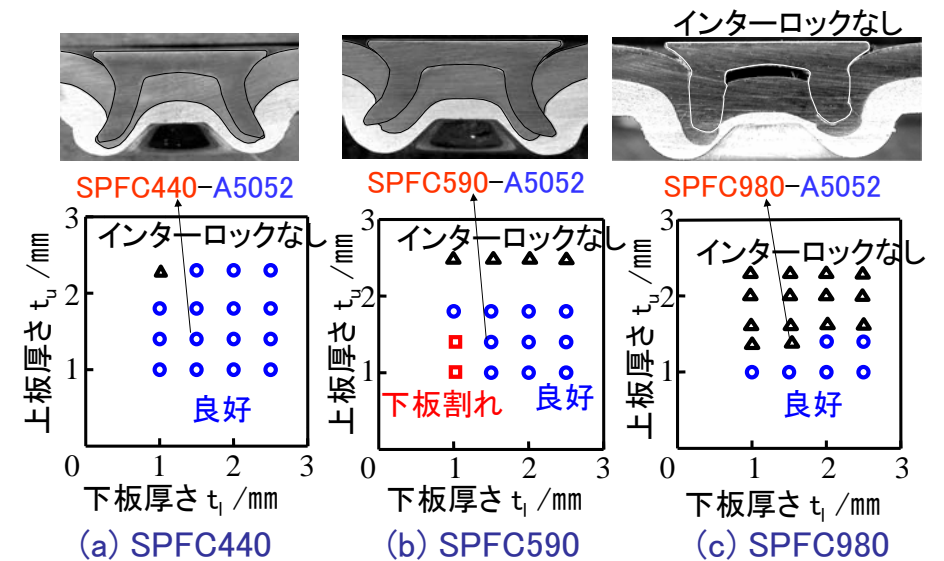 インターロックなし
SPFC440-A5052
SPFC590-A5052
SPFC980-A5052
3
インターロックなし
2
1
上板厚さ tu /mm
良好
0
1
2
3
下板厚さ tl /mm
(a) SPFC440
3
インターロックなし
2
1
上板厚さ tu /mm
下板割れ
良好
0
1
2
3
下板厚さ tl /mm
(b) SPFC590
3
インターロックなし
2
1
上板厚さ tu /mm
良好
0
1
2
3
下板厚さ tl /mm
(c) SPFC980